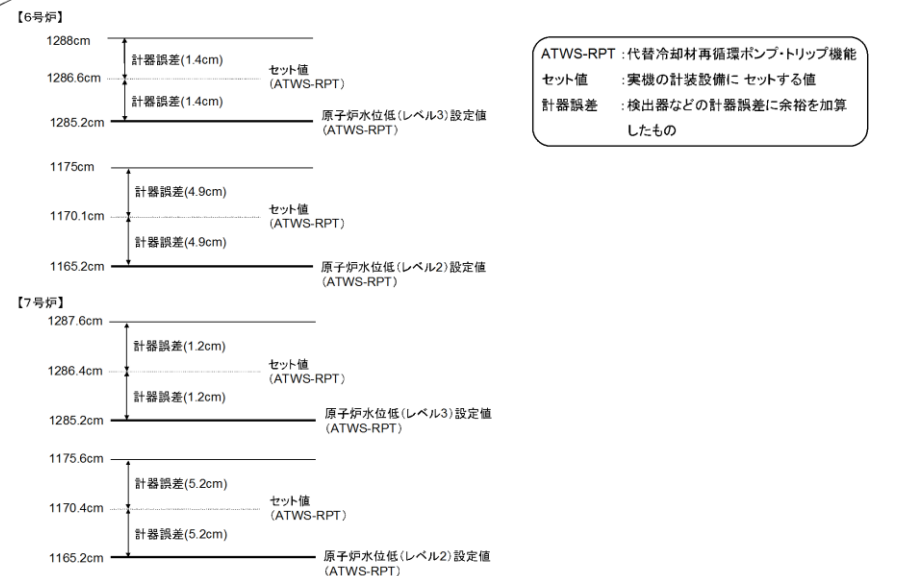 【6号炉】
1288cm
計器誤差(1.4cm)
1286.6cm
セット値
(ATWS-RPT)
計器誤差(1.4cm)
1285.2cm
原子炉水位低(レベル3)設定値
(ATWS-RPT)
1175cm
計器誤差(4.9cm)
1170.1cm
セット値
(ATWS-RPT)
計器誤差(4.9cm)
1165.2cm
原子炉水位低(レベル2)設定値
(ATWS-RPT)
【7号炉】
1287.6cm
計器誤差(1.2cm)
1286.4cm
セット値
(ATWS-RPT)
計器誤差(1.2cm)
1285.2cm
原子炉水位低(レベル3)設定値
(ATWS-RPT)
1175.6cm
計器誤差(5.2cm)
1170.4cm
セット値
(ATWS-RPT)
計器誤差(5.2cm)
1165.2cm
原子炉水位低(レベル2)設定値
(ATWS-RPT)
ATWS-RPT:代替冷却材再循環ポンプ・トリップ機能
セット値 :実機の計装設備に セットする値
計器誤差 :検出器などの計器誤差に余裕を加算
したもの